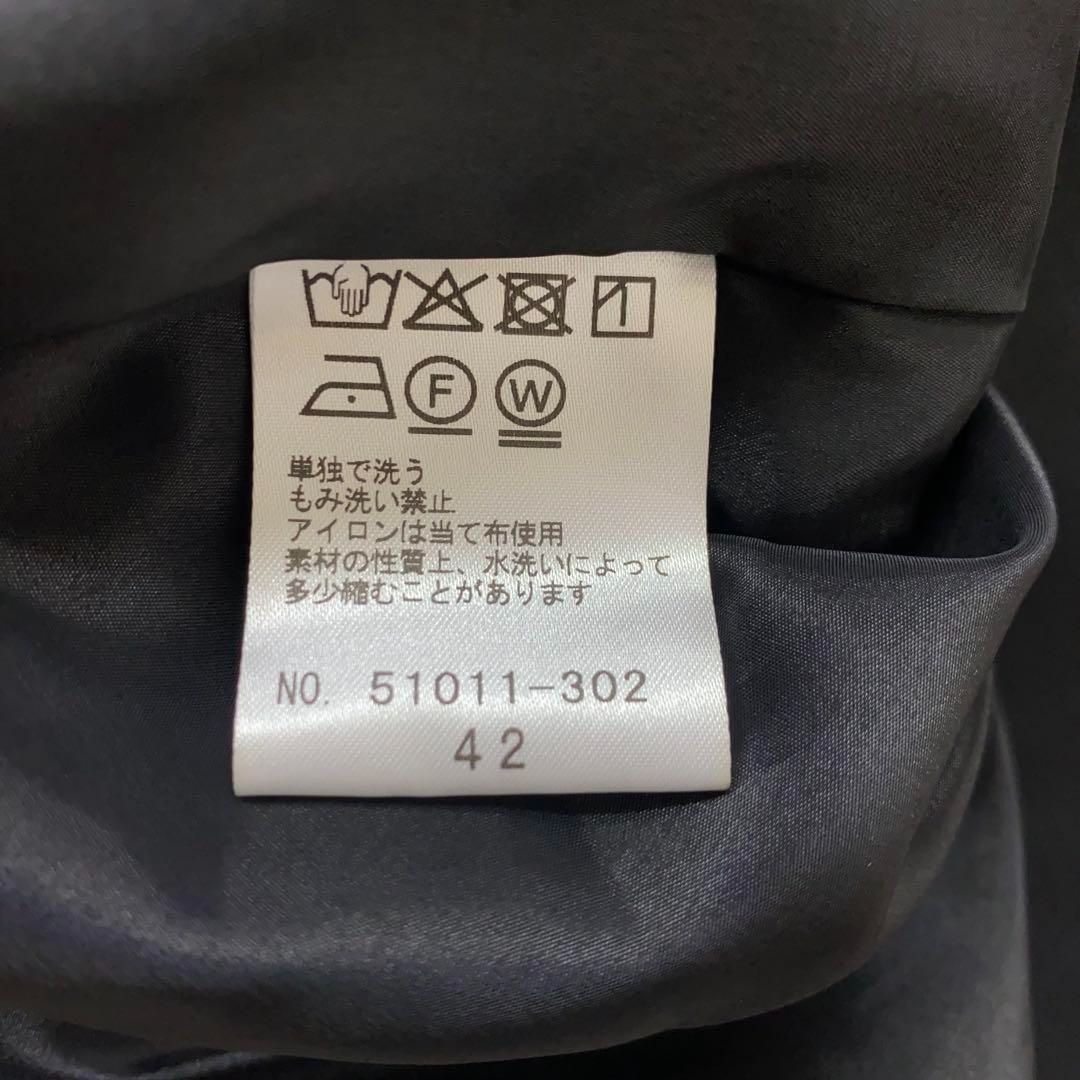 F W
単独で洗う
もみ洗い禁止
アイロンは当て布使用
素材の性質上、水洗いによって
多少縮むことがあります
NO. 51011-302
42